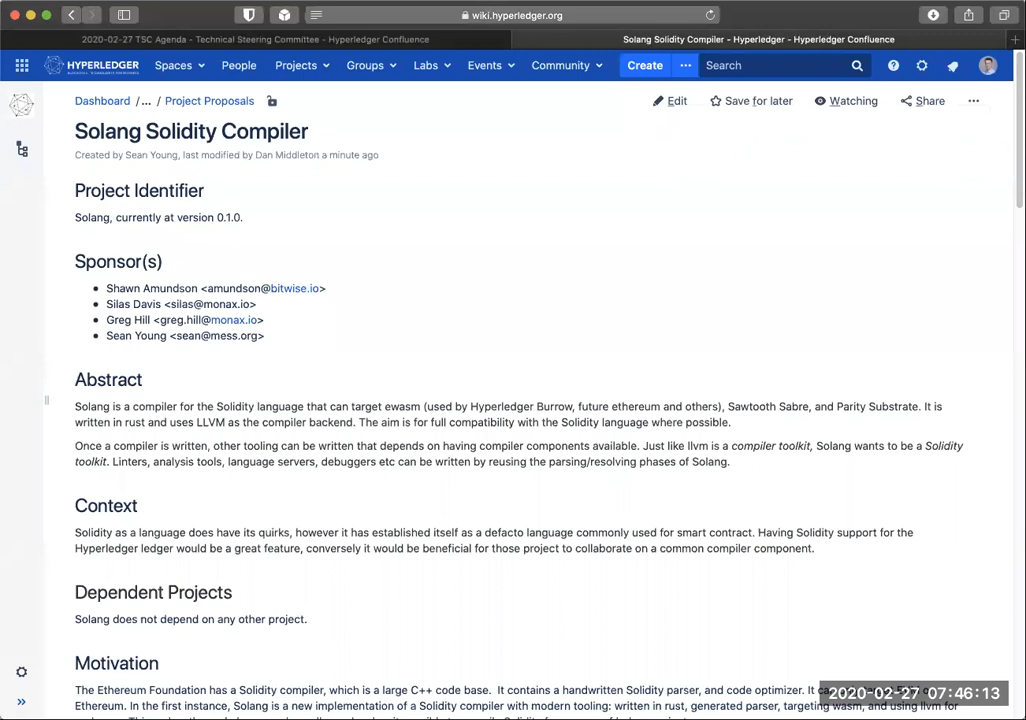 wiki.hyperledger.org
2020-02-27 TSC Agenda - Technical Steering Committee - Hyperledger Confluence
Solang Solidity Compiler - Hyperledger - Hyperledger Confluence
HYPERLEDGER
Spaces
People
Projects
Groups
Labs
Events
Community
Create
Search
Dashboard / ... / Project Proposals
Edit
Save for later
Watching
Share
Solang Solidity Compiler
Created by Sean Young, last modified by Dan Middleton a minute ago
Project Identifier
Solang, currently at version 0.1.0.
Sponsor(s)
• Shawn Amundson <amundson@bitwise.io>
• Silas Davis <silas@monax.io>
• Greg Hill <greg.hill@monax.io>
• Sean Young <sean@mess.org>
Abstract
Solang is a compiler for the Solidity language that can target ewasm (used by Hyperledger Burrow, future ethereum and others), Sawtooth Sabre, and Parity Substrate. It is
written in rust and uses LLVM as the compiler backend. The aim is for full compatibility with the Solidity language where possible.
Once a compiler is written, other tooling can be written that depends on having compiler components available. Just like llvm is a compiler toolkit, Solang wants to be a Solidity
toolkit. Linters, analysis tools, language servers, debuggers etc can be written by reusing the parsing/resolving phases of Solang.
Context
Solidity as a language does have its quirks, however it has established itself as a defacto language commonly used for smart contract. Having Solidity support for the
Hyperledger ledger would be a great feature, conversely it would be beneficial for those project to collaborate on a common compiler component.
Dependent Projects
Solang does not depend on any other project.
Motivation
The Ethereum Foundation has a Solidity compiler, which is a large C++ code base. It contains a handwritten Solidity parser, and code optimizer. It
Ethereum. In the first instance, Solang is a new implementation of a Solidity compiler with modern tooling: written in rust, generated parser, targeting wasm, and using llvm for
2020-02-27 07:46:13